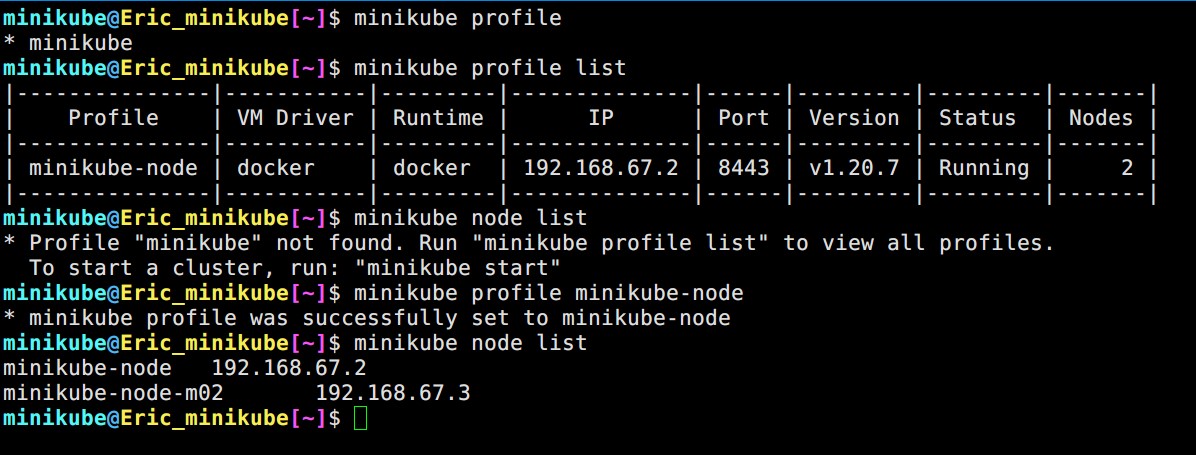 minikube@Eric_minikube[~]$ minikube profile
* minikube
minikube@Eric_minikube[~]$ minikube profile list
|---------------|-----------|---------|--------------|------|---------|---------|-------|
|    Profile    | VM Driver | Runtime |      IP      | Port | Version | Status  | Nodes |
|---------------|-----------|---------|--------------|------|---------|---------|-------|
| minikube-node | docker    | docker  | 192.168.67.2 | 8443 | v1.20.7 | Running |     2 |
|---------------|-----------|---------|--------------|------|---------|---------|-------|
minikube@Eric_minikube[~]$ minikube node list
* Profile "minikube" not found. Run "minikube profile list" to view all profiles.
  To start a cluster, run: "minikube start"
minikube@Eric_minikube[~]$ minikube profile minikube-node
* minikube profile was successfully set to minikube-node
minikube@Eric_minikube[~]$ minikube node list
minikube-node   192.168.67.2
minikube-node-m02       192.168.67.3
minikube@Eric_minikube[~]$